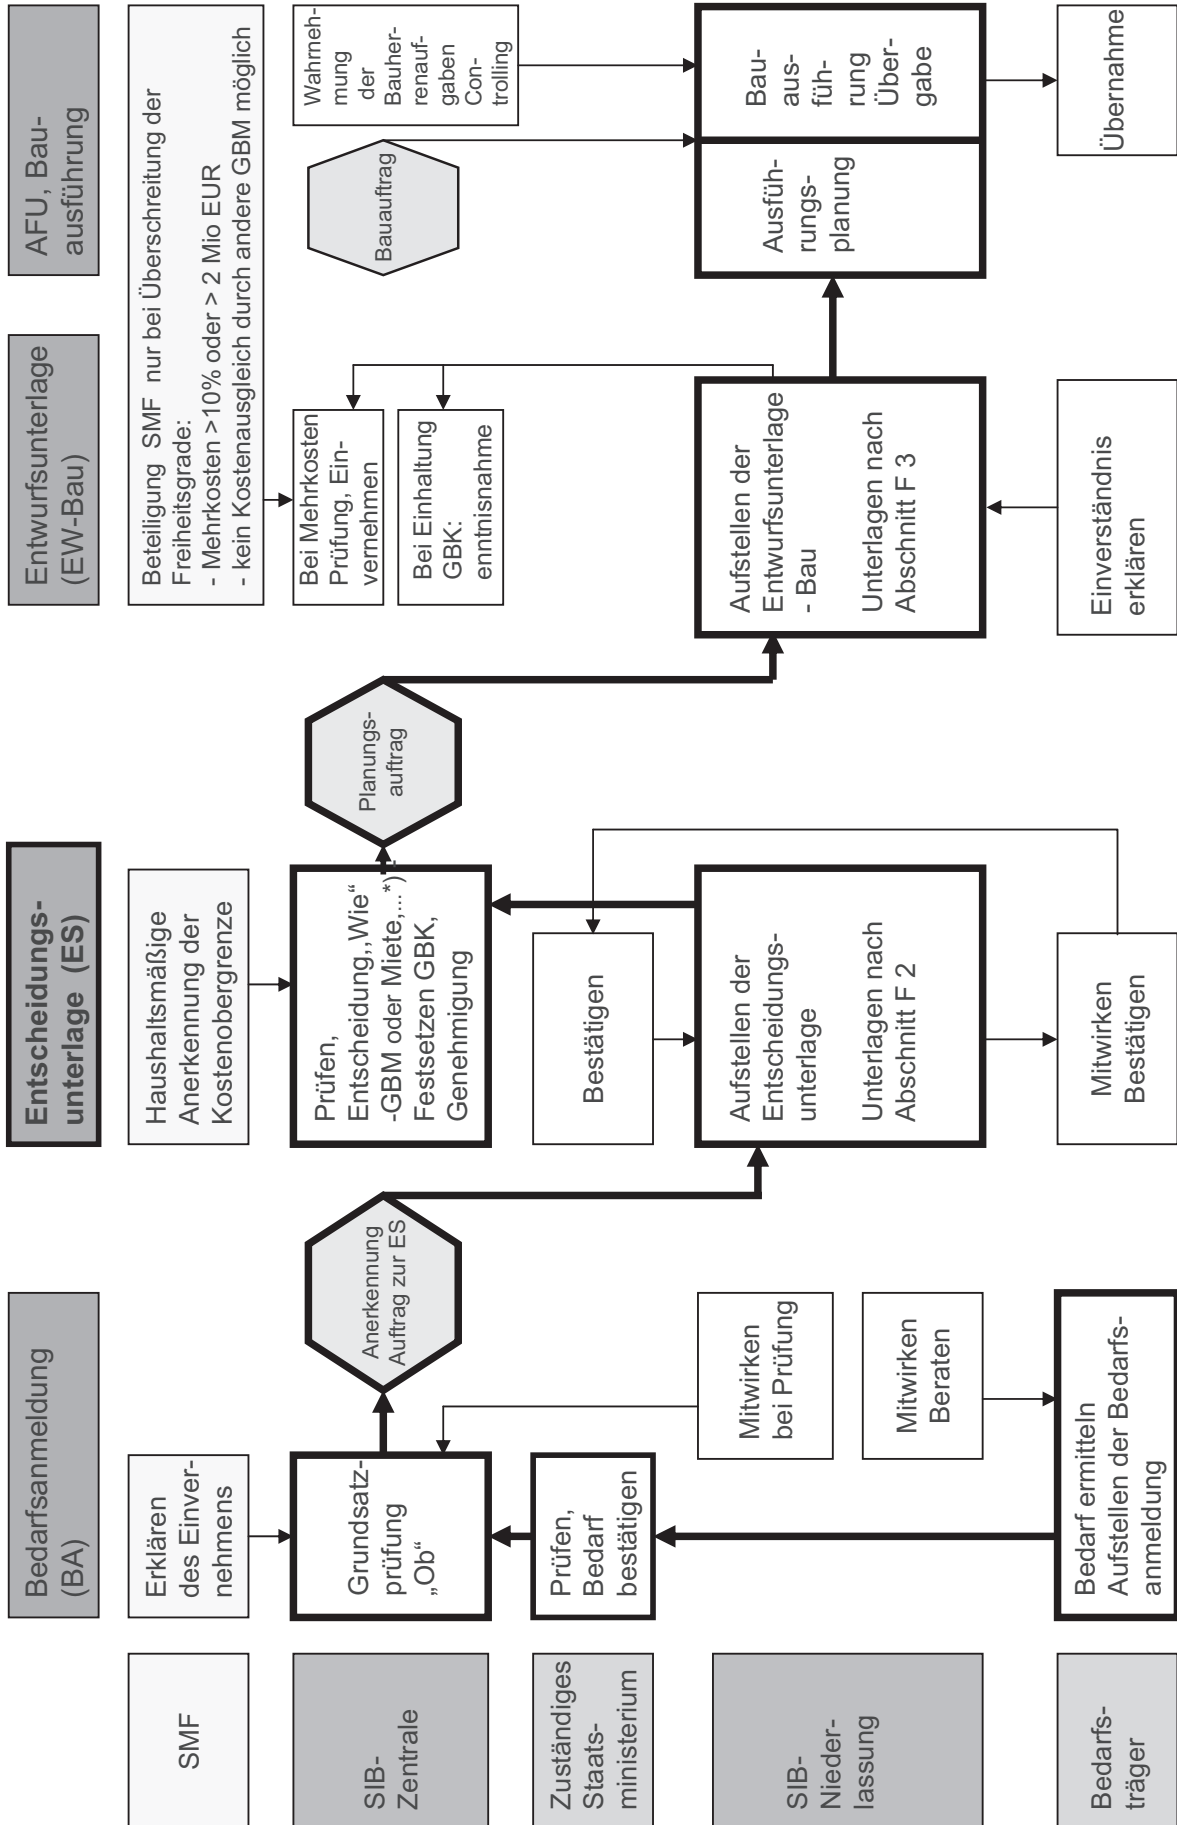 Bedarfsanmeldung
(BA)
Entscheidungs-
unterlage (ES)
Entwurfsunterlage
(EW-Bau)
AFU, Bau-
ausführung
SMF
Erklären
des Einver-
nehmens
Haushaltsmäßige
Anerkennung der
Kostenobergrenze
Beteiligung SMF nur bei Überschreitung der
Freiheitsgrade:
- Mehrkosten >10% oder > 2 Mio EUR
- kein Kostenausgleich durch andere GBM möglich
SIB-
Zentrale
Grundsatz-
prüfung
„Ob“
Anerkennung
Auftrag zur ES
Prüfen,
Entscheidung,„Wie“
-GBM oder Miete,...*) -
Festsetzen GBK,
Genehmigung
Planungs-
auftrag
Bei Mehrkosten
Prüfung, Ein-
vernehmen
Bei Einhaltung
GBK:
enntnisnahme
Bauauftrag
Wahrneh-
mung
der
Bauher-
renauf-
gaben
Con-
trolling
Zuständiges
Staats-
ministerium
Prüfen,
Bedarf
bestätigen
Bestätigen
SIB-
Nieder-
lassung
Mitwirken
bei Prüfung
Mitwirken
Beraten
Aufstellen der
Entscheidungs-
unterlage
Unterlagen nach
Abschnitt F 2
Aufstellen der
Entwurfsunterlage
- Bau
Unterlagen nach
Abschnitt F 3
Ausfüh-
rungs-
planung
Bau-
aus-
füh-
rung
Über-
gabe
Bedarfs-
träger
Bedarf ermitteln
Aufstellen der Bedarfs-
anmeldung
Mitwirken
Bestätigen
Einverständnis
erklären
Übernahme